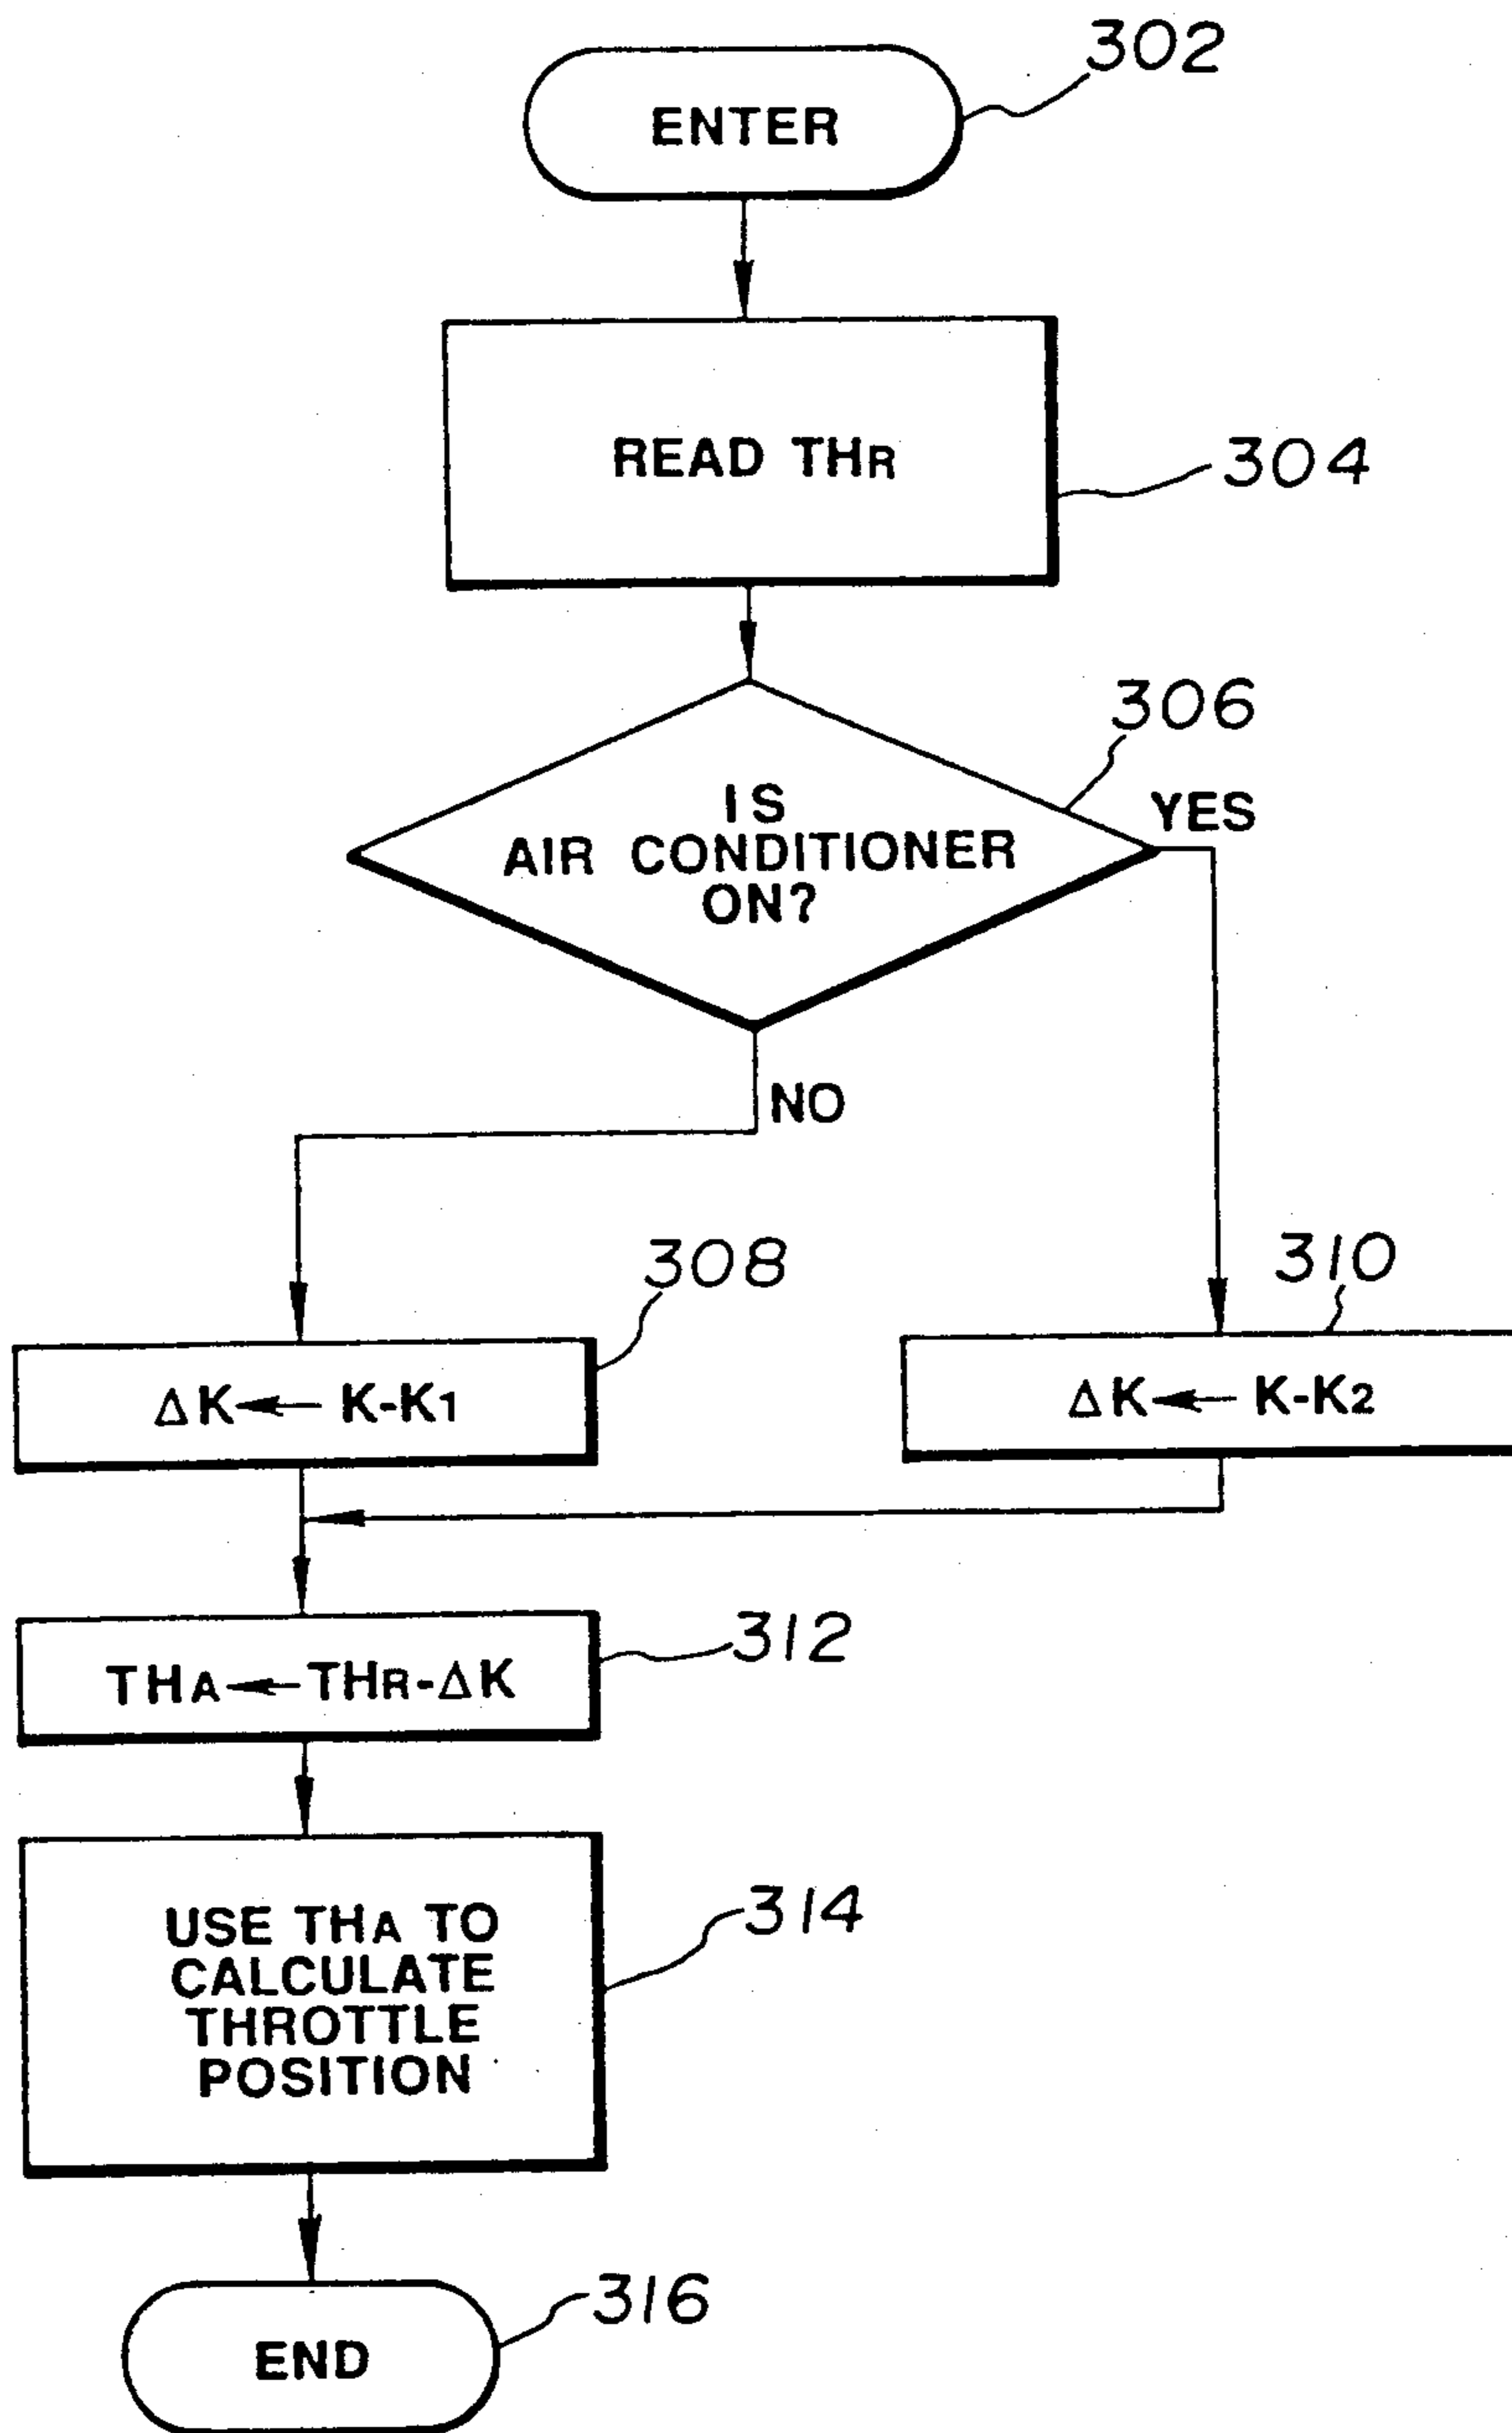 302
ENTER
READ THR
304
306
IS
AIR CONDITIONER
ON?
YES
NO
308
310
ΔK← K-K1
ΔK← K-K2
312
THA←THR-ΔK
314
USE THA TO
CALCULATE
THROTTLE
POSITION
316
END